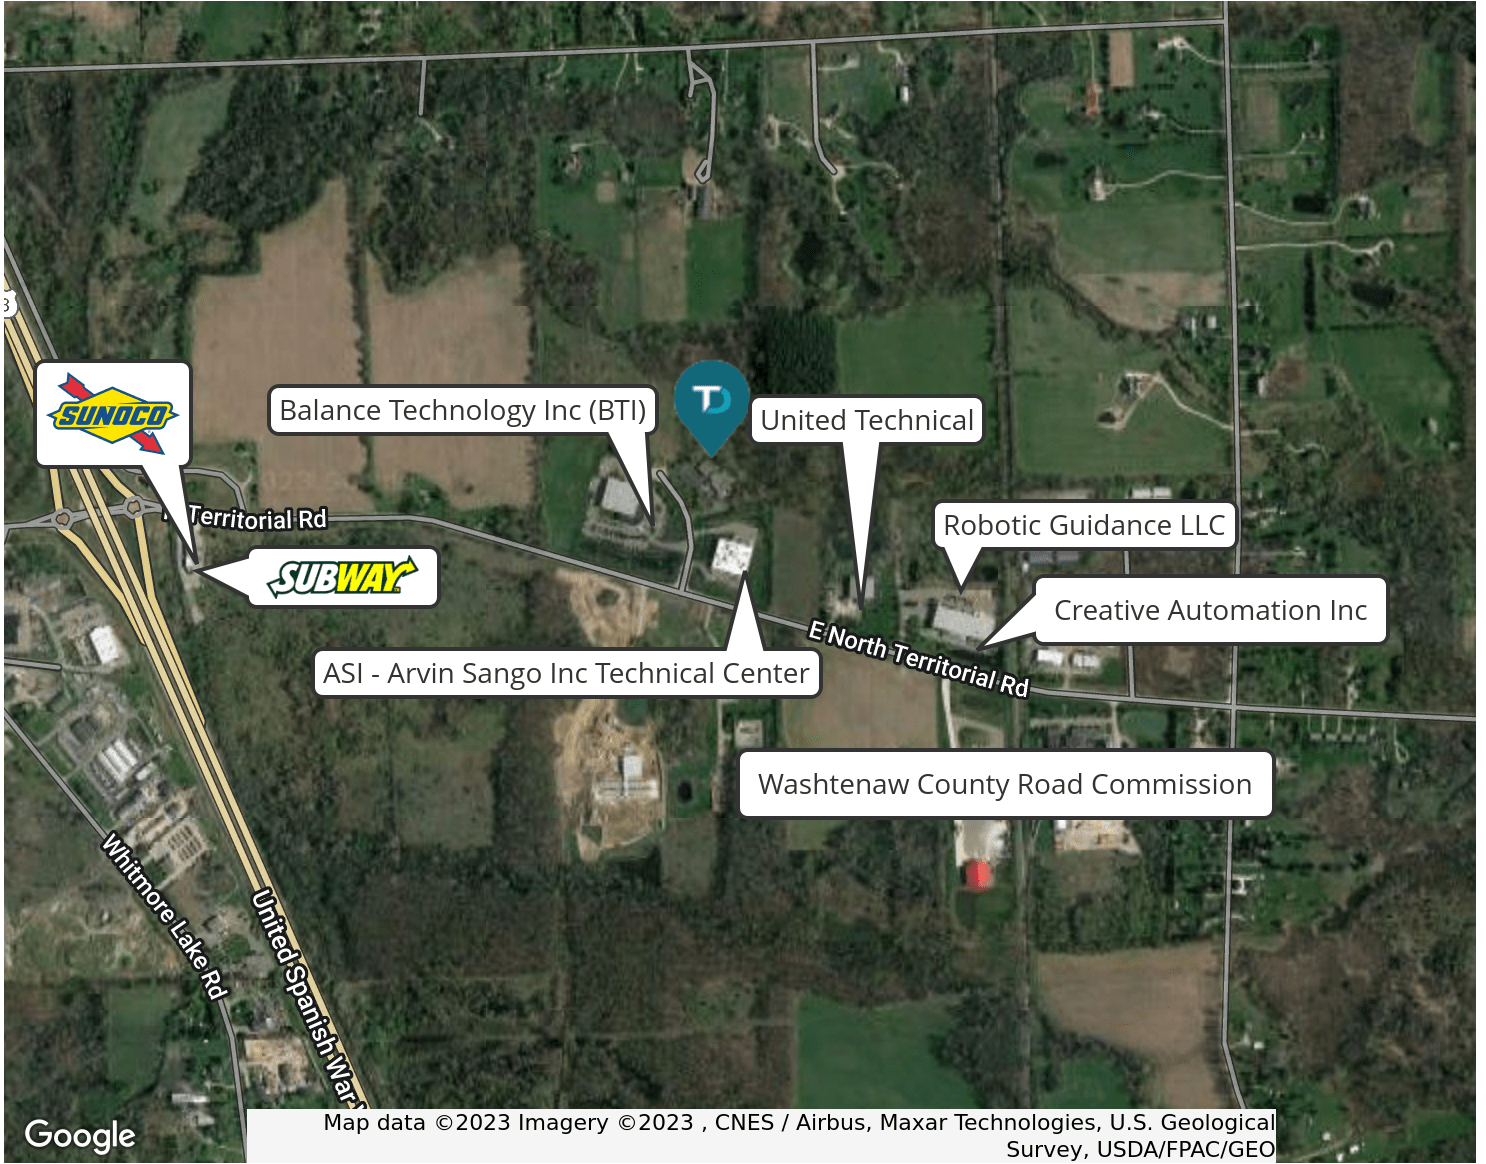 3
SUNOCO
Balance Technology Inc (BTI)
TD
United Technical
Territorial Rd
Robotic Guidance LLC
SUBWAY
Creative Automation Inc
E North Territorial Rd
ASI - Arvin Sango Inc Technical Center
Washtenaw County Road Commission
Whitmore Lake Rd
United Spanish War
Google
Map data ©2023 Imagery ©2023 , CNES / Airbus, Maxar Technologies, U.S. Geological
Survey, USDA/FPAC/GEO